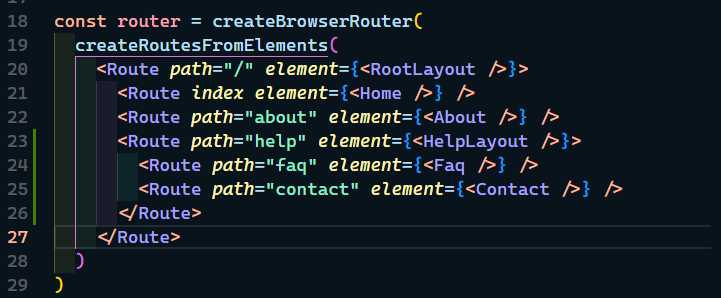 18 const router = createBrowserRouter(
19   createRoutesFromElements(
20     <Route path="/" element={<RootLayout />}>
21       <Route index element={<Home />} />
22       <Route path="about" element={<About />} />
23       <Route path="help" element={<HelpLayout />}>
24         <Route path="faq" element={<Faq />} />
25         <Route path="contact" element={<Contact />} />
26       </Route>
27     </Route>
28   )
29 )